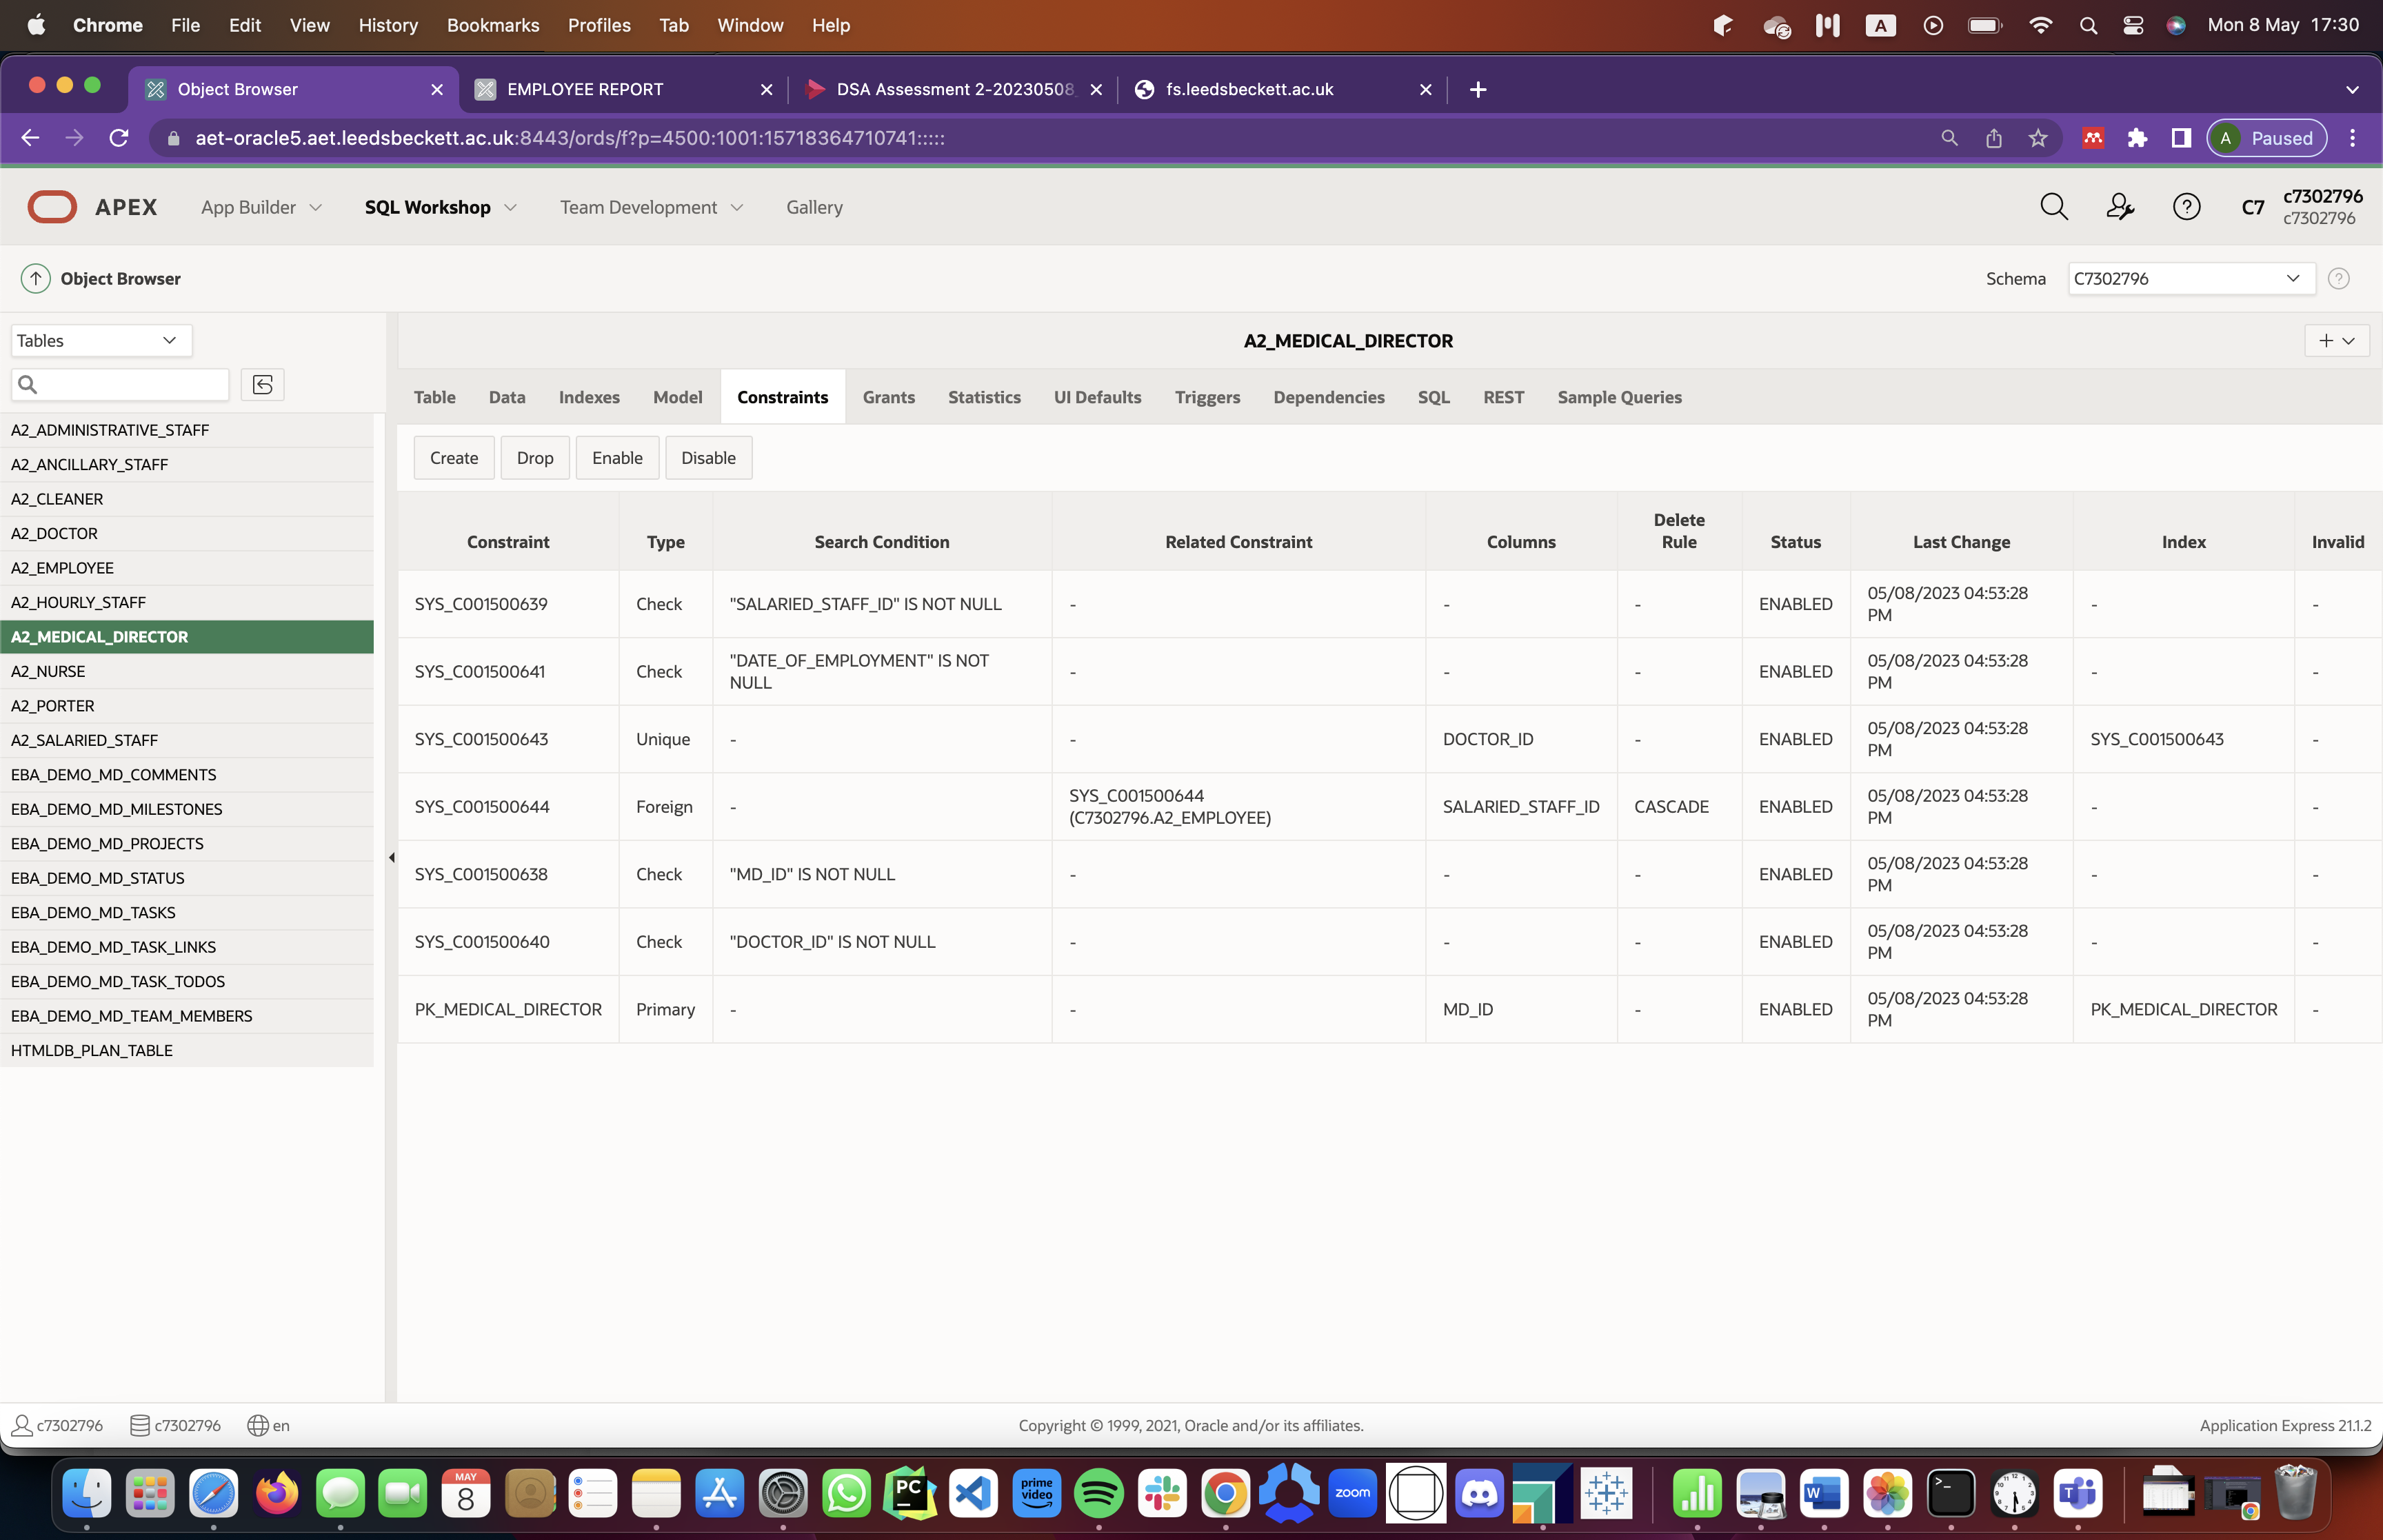 Chrome File Edit View History Bookmarks Profiles Tab Window Help A Mon 8 May 17:30
Object Browser EMPLOYEE REPORT DSA Assessment 2-20230508 fs.leedsbeckett.ac.uk
aet-oracle5.aet.leedsbeckett.ac.uk:8443/ords/f?p=4500:1001:15718364710741::::: A Paused
APEX App Builder SQL Workshop Team Development Gallery C7 c7302796
c7302796
Object Browser Schema C7302796
Tables
A2_MEDICAL_DIRECTOR
Table Data Indexes Model Constraints Grants Statistics UI Defaults Triggers Dependencies SQL REST Sample Queries
Create Drop Enable Disable
A2_ADMINISTRATIVE_STAFF
A2_ANCILLARY_STAFF
A2_CLEANER
A2_DOCTOR
A2_EMPLOYEE
A2_HOURLY_STAFF
A2_MEDICAL_DIRECTOR
A2_NURSE
A2_PORTER
A2_SALARIED_STAFF
EBA_DEMO_MD_COMMENTS
EBA_DEMO_MD_MILESTONES
EBA_DEMO_MD_PROJECTS
EBA_DEMO_MD_STATUS
EBA_DEMO_MD_TASKS
EBA_DEMO_MD_TASK_LINKS
EBA_DEMO_MD_TASK_TODOS
EBA_DEMO_MD_TEAM_MEMBERS
HTMLDB_PLAN_TABLE
Constraint Type Search Condition Related Constraint Columns Delete Rule Status Last Change Index Invalid
SYS_C001500639 Check "SALARIED_STAFF_ID" IS NOT NULL - - - ENABLED 05/08/2023 04:53:28 PM - -
SYS_C001500641 Check "DATE_OF_EMPLOYMENT" IS NOT NULL - - - ENABLED 05/08/2023 04:53:28 PM - -
SYS_C001500643 Unique - - DOCTOR_ID - ENABLED 05/08/2023 04:53:28 PM SYS_C001500643 -
SYS_C001500644 Foreign - SYS_C001500644 (C7302796.A2_EMPLOYEE) SALARIED_STAFF_ID CASCADE ENABLED 05/08/2023 04:53:28 PM - -
SYS_C001500638 Check "MD_ID" IS NOT NULL - - - ENABLED 05/08/2023 04:53:28 PM - -
SYS_C001500640 Check "DOCTOR_ID" IS NOT NULL - - - ENABLED 05/08/2023 04:53:28 PM - -
PK_MEDICAL_DIRECTOR Primary - - MD_ID - ENABLED 05/08/2023 04:53:28 PM PK_MEDICAL_DIRECTOR -
c7302796 c7302796 en Copyright © 1999, 2021, Oracle and/or its affiliates. Application Express 21.1.2
MAY 8 PC prime video zoom W T